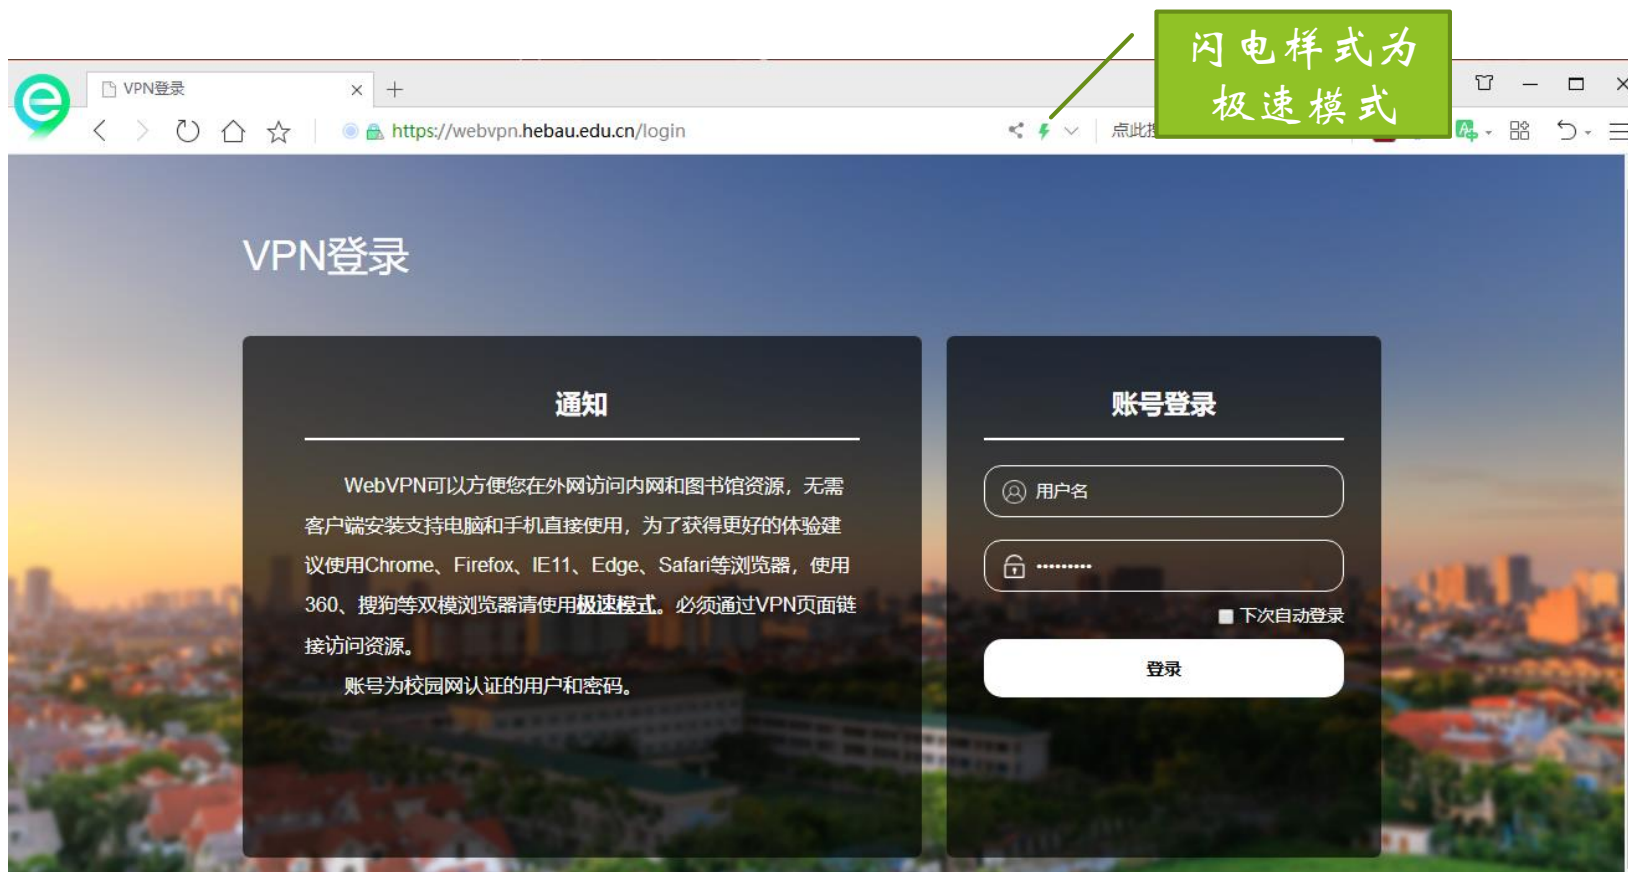 闪电样式为
极速模式
VPN登录
https://webvpn.hebau.edu.cn/login
点此
VPN登录
通知
WebVPN可以方便您在外网访问内网和图书馆资源，无需
客户端安装支持电脑和手机直接使用，为了获得更好的体验建
议使用Chrome、Firefox、IE11、Edge、Safari等浏览器，使用
360、搜狗等双模浏览器请使用极速模式。必须通过VPN页面链
接访问资源。
账号为校园网认证的用户和密码。
账号登录
用户名
•••••••••
下次自动登录
登录